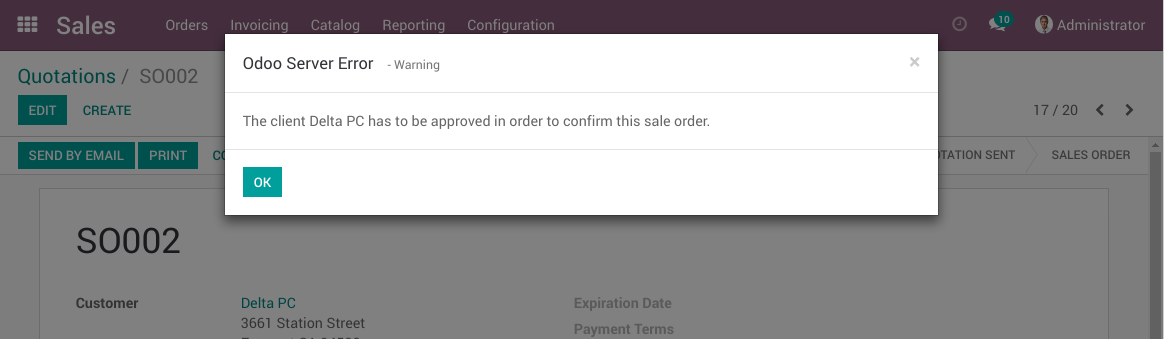 Sales Orders Invoicing Catalog Reporting Configuration 10 Administrator
Odoo Server Error - Warning ×
Quotations / SO002
EDIT CREATE 17 / 20
The client Delta PC has to be approved in order to confirm this sale order.
SEND BY EMAIL PRINT SENT SALES ORDER
OK
SO002
Customer Delta PC Expiration Date
3661 Station Street
Payment Terms